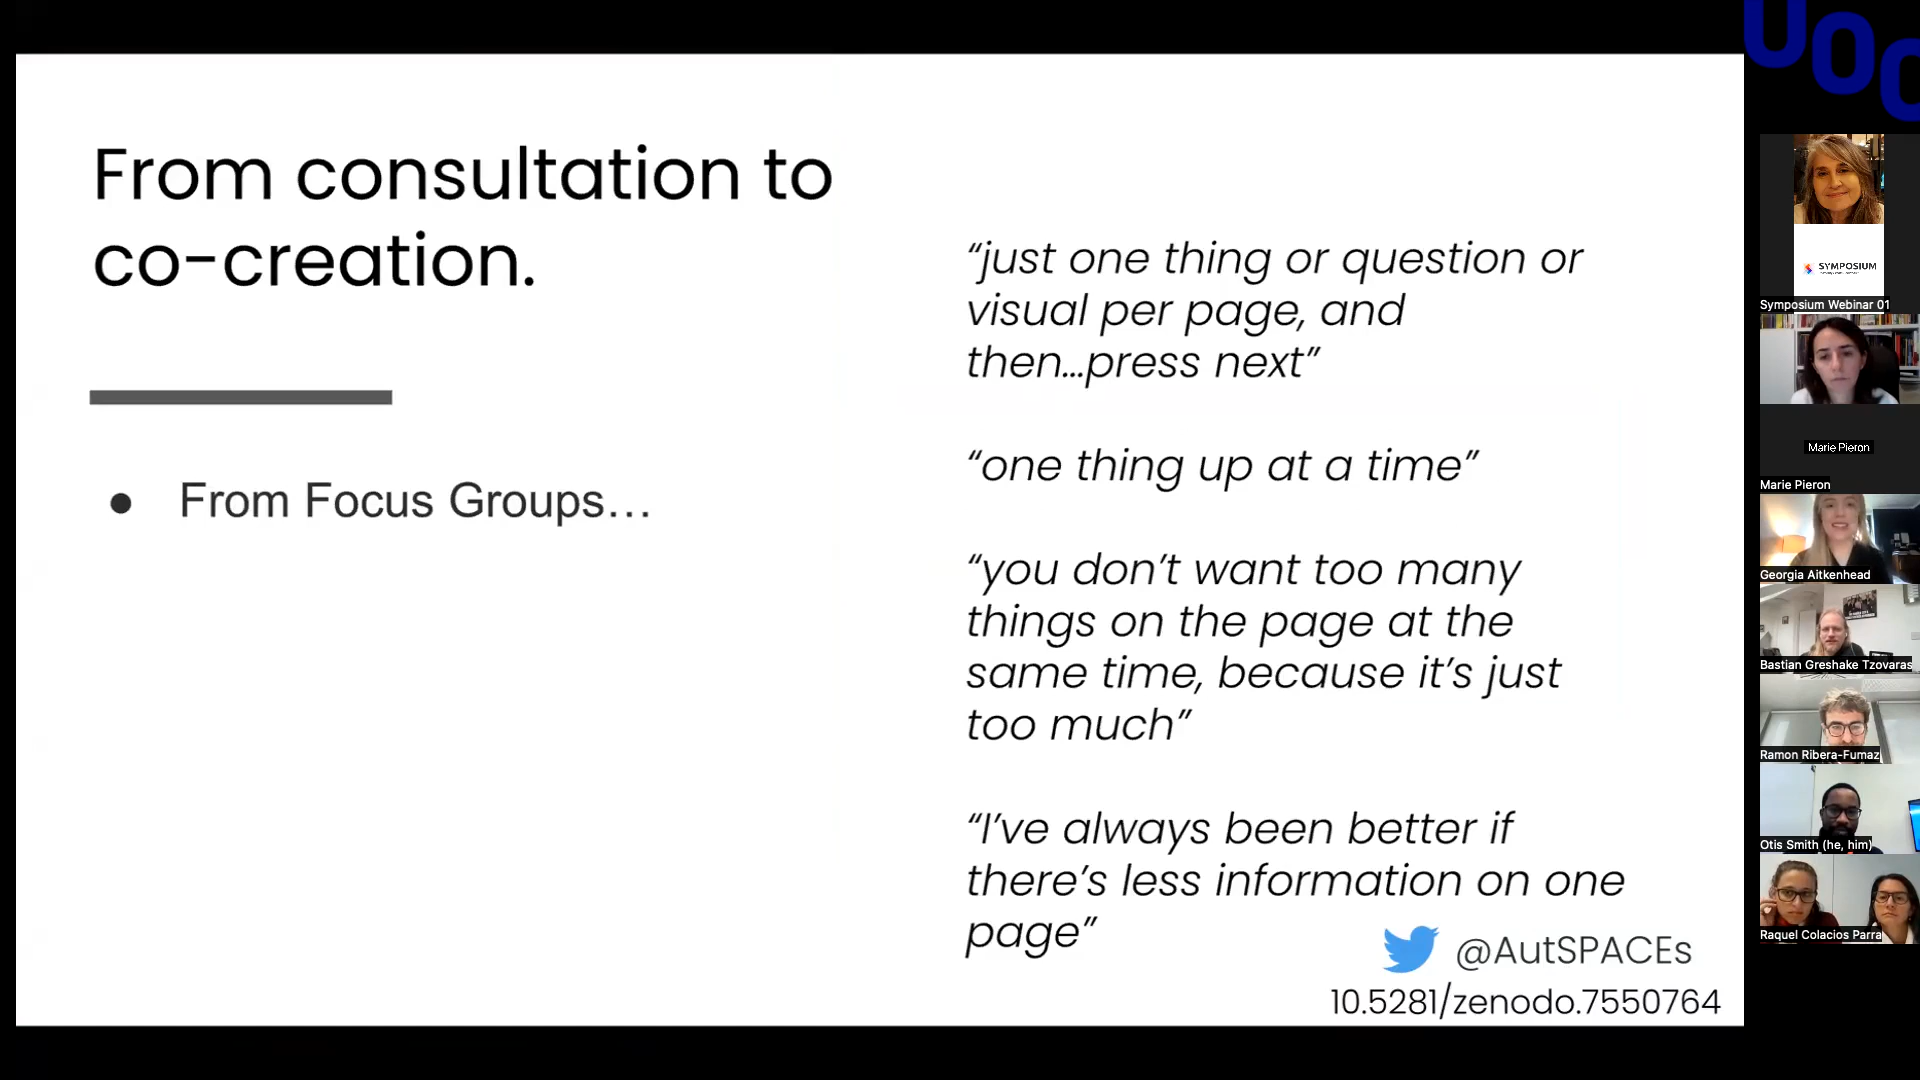 From consultation to
co-creation.
From Focus Groups...
“just one thing or question or
visual per page, and
then...press next”
“one thing up at a time”
“you don’t want too many
things on the page at the
same time, because it’s just
too much”
“I’ve always been better if
there’s less information on one
page”
@AutSPACEs
10.5281/zenodo.7550764
UOC
SYMPOSIUM
Symposium Webinar 01
Marie Pieron
Marie Pieron
Georgia Aitkenhead
Bastian Greshake Tzovaras
Ramon Ribera-Fumaz
Otis Smith (he, him)
Raquel Colacios Parra